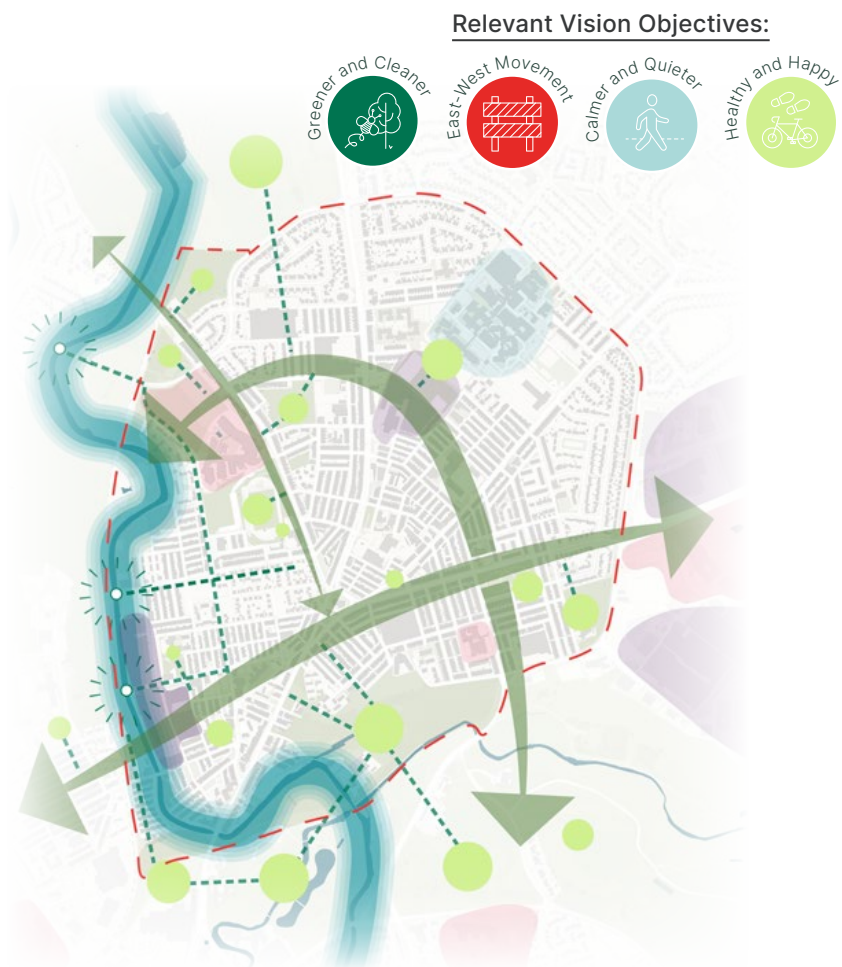 Relevant Vision Objectives:
Greener and Cleaner
East-West Movement
Calmer and Quieter
Healthy and Happy